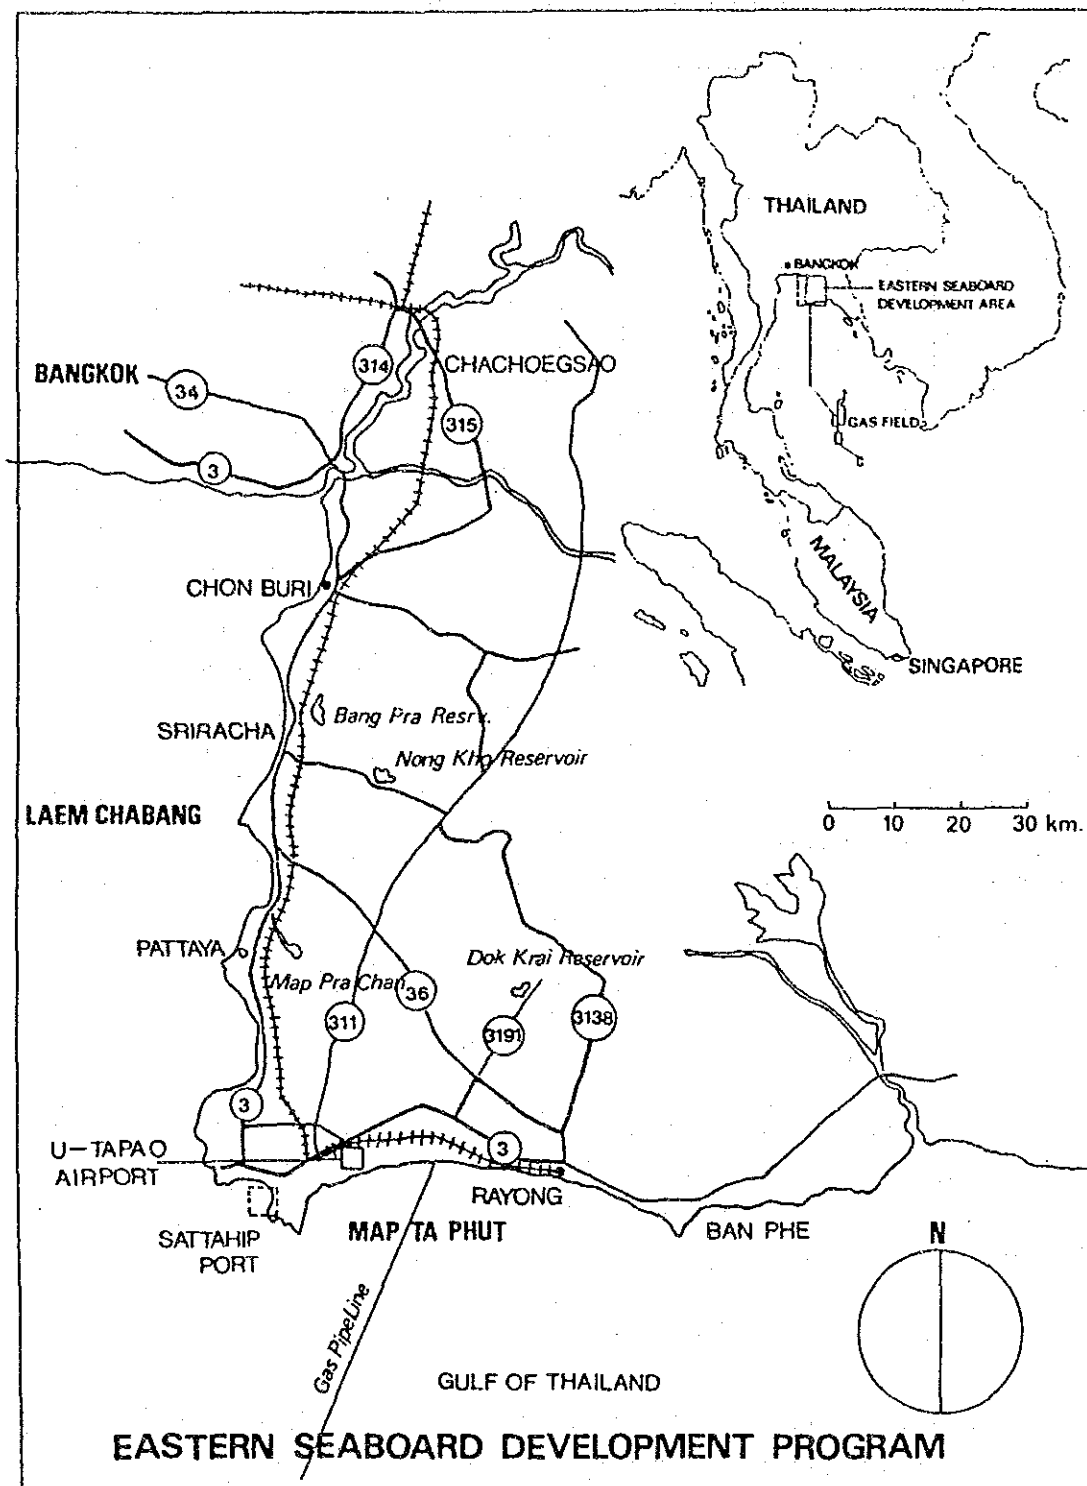 THAILAND
BANGKOK
EASTERN SEABOARD
DEVELOPMENT AREA
GAS FIELD
MALAYSIA
SINGAPORE
BANGKOK
34
314
CHACHOEGSAO
315
3
CHON BURI
SRIRACHA
Bang Pra Resrv.
Nong Kho Reservoir
LAEM CHABANG
0 10 20 30 km.
PATTAYA
Map Pra Chan
36
Dok Krai Reservoir
311
3191
3138
3
3
U-TAPAO
AIRPORT
RAYONG
SATTAHIP
PORT
MAP TA PHUT
BAN PHE
N
Gas PipeLine
GULF OF THAILAND
EASTERN SEABOARD DEVELOPMENT PROGRAM